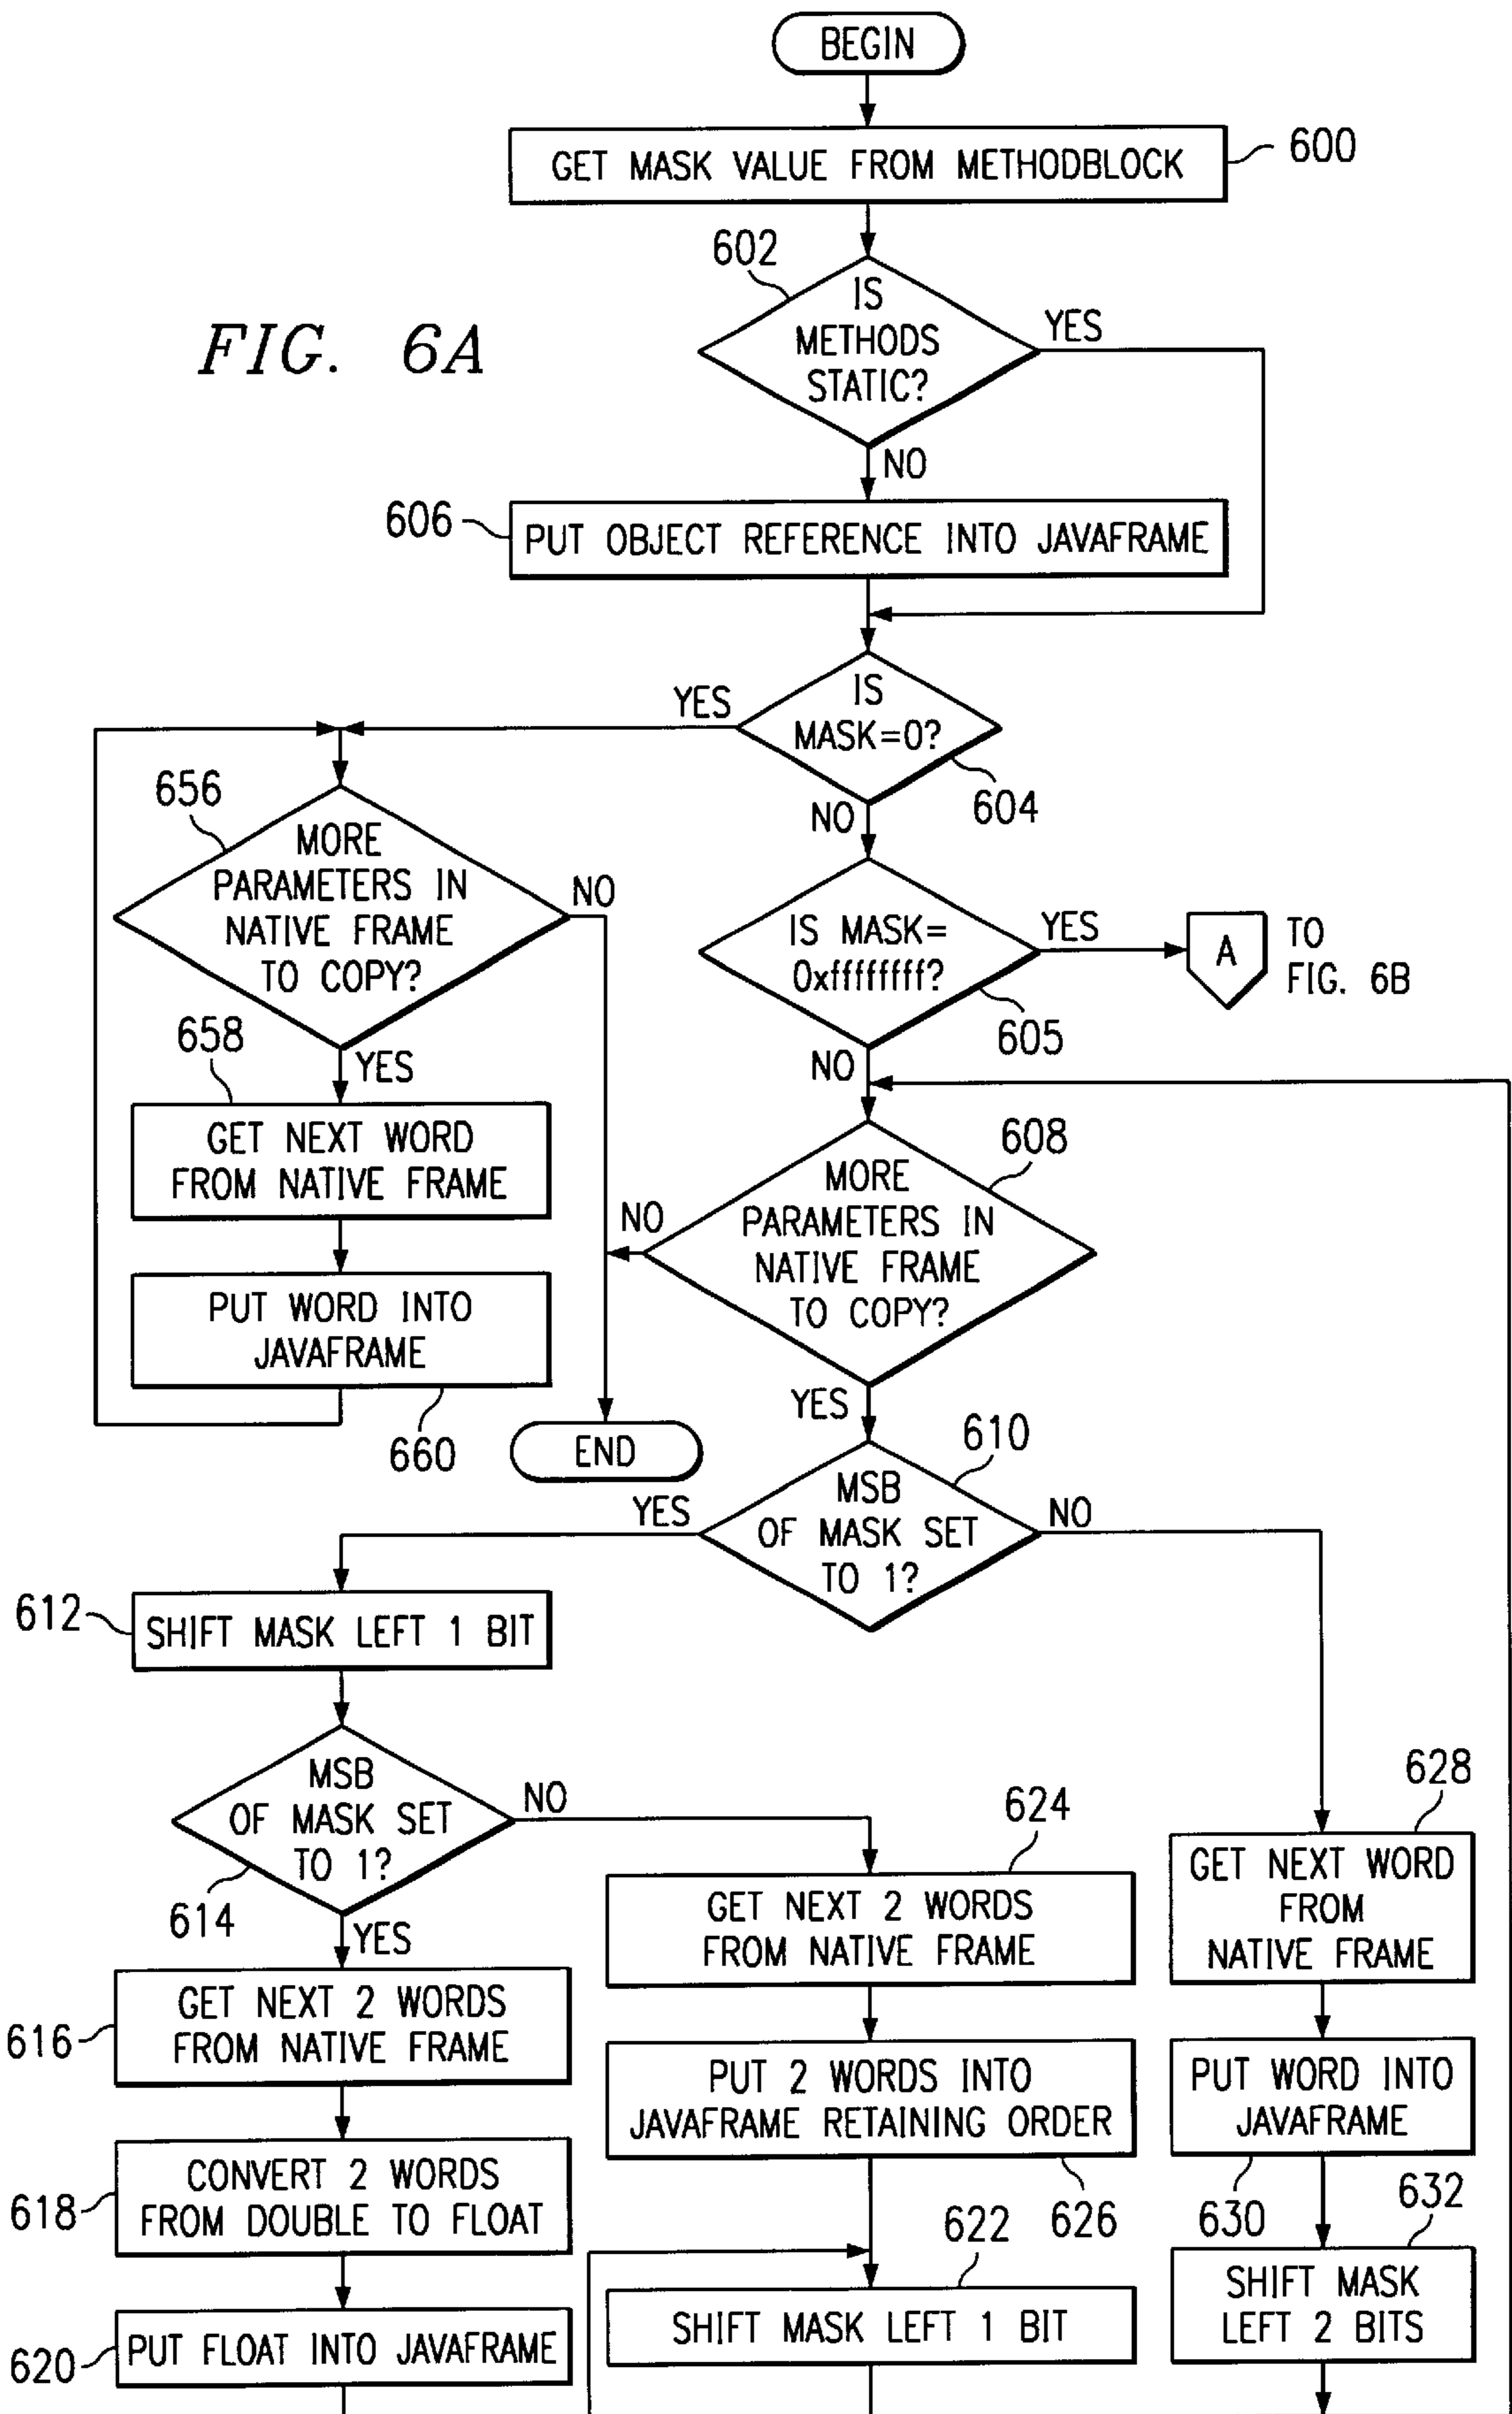 BEGIN
GET MASK VALUE FROM METHODBLOCK
600
602
IS
METHODS
STATIC?
YES
FIG. 6A
NO
606
PUT OBJECT REFERENCE INTO JAVAFRAME
YES
IS
MASK=0?
604
NO
656
MORE
PARAMETERS IN
NATIVE FRAME
TO COPY?
NO
IS MASK=
0xffffffff?
YES
A
TO
FIG. 6B
605
NO
658
YES
GET NEXT WORD
FROM NATIVE FRAME
608
MORE
PARAMETERS IN
NATIVE FRAME
TO COPY?
NO
PUT WORD INTO
JAVAFRAME
660
END
YES
610
MSB
OF MASK SET
TO 1?
YES
NO
612
SHIFT MASK LEFT 1 BIT
MSB
OF MASK SET
TO 1?
NO
614
YES
624
GET NEXT 2 WORDS
FROM NATIVE FRAME
628
GET NEXT WORD
FROM
NATIVE FRAME
616
GET NEXT 2 WORDS
FROM NATIVE FRAME
PUT 2 WORDS INTO
JAVAFRAME RETAINING ORDER
626
PUT WORD INTO
JAVAFRAME
630
618
CONVERT 2 WORDS
FROM DOUBLE TO FLOAT
622
SHIFT MASK LEFT 1 BIT
632
SHIFT MASK
LEFT 2 BITS
620
PUT FLOAT INTO JAVAFRAME